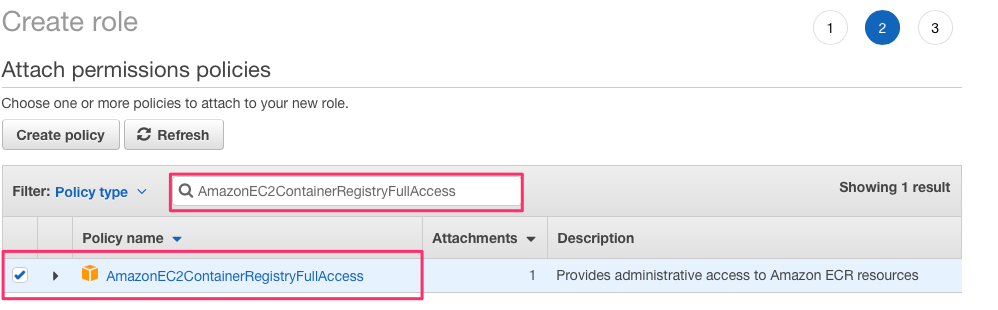 Create role
1 2 3
Attach permissions policies
Choose one or more policies to attach to your new role.
Create policy Refresh
Filter: Policy type AmazonEC2ContainerRegistryFullAccess Showing 1 result
Policy name Attachments Description
AmazonEC2ContainerRegistryFullAccess 1 Provides administrative access to Amazon ECR resources